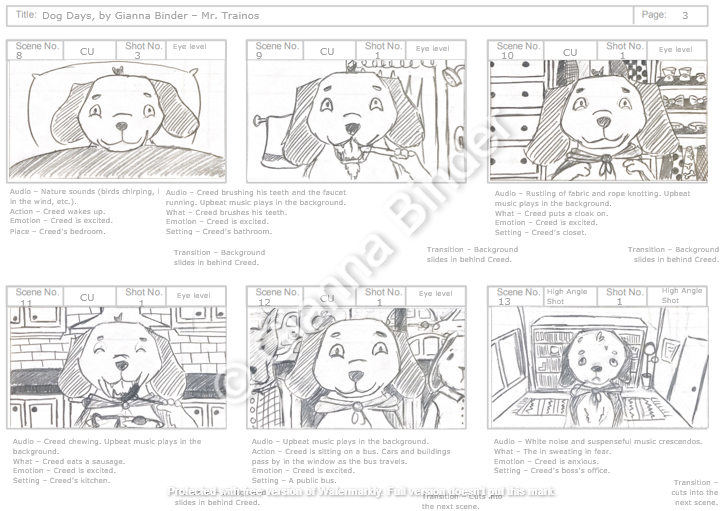 Title: Dog Days, by Gianna Binder – Mr. Trainos
Page: 3
Scene No. 8
CU
Shot No. 3
Eye level
Audio – Nature sounds (birds chirping,
in the wind, etc.).
Action – Creed wakes up.
Emotion – Creed is excited.
Place – Creed's bedroom.
Scene No. 9
CU
Shot No. 1
Eye level
Audio – Creed brushing his teeth and the faucet
running. Upbeat music plays in the background.
What – Creed brushes his teeth.
Emotion – Creed is excited.
Setting – Creed's bathroom.
Transition – Background
slides in behind Creed.
Transition – Background
slides in behind Creed.
Scene No. 10
CU
Shot No. 1
Eye level
Audio – Rustling of fabric and rope knotting. Upbeat
music plays in the background.
What – Creed puts a cloak on.
Emotion – Creed is excited.
Setting – Creed's closet.
Transition – Background
slides in behind Creed.
Scene No. 11
CU
Shot No. 1
Eye level
Audio – Creed chewing. Upbeat music plays in the
background.
What – Creed eats a sausage.
Emotion – Creed is excited.
Setting – Creed's kitchen.
slides in behind Creed.
Scene No. 12
CU
Shot No. 1
Eye level
Audio – Upbeat music plays in the background.
Action – Creed is sitting on a bus. Cars and buildings
pass by in the window as the bus travels.
Emotion – Creed is excited.
Setting – A public bus.
Transition – Cuts into
the next scene.
Scene No. 13
High Angle
Shot
Shot No. 1
High Angle
Shot
Audio – White noise and suspenseful music crescendos.
What – The in sweating in fear.
Emotion – Creed is anxious.
Setting – Creed's boss's office.
Transition –
cuts into the
next scene.
© Gianna Binder
Protected with free version of Watermarkly. Full version doesn't put this mark.